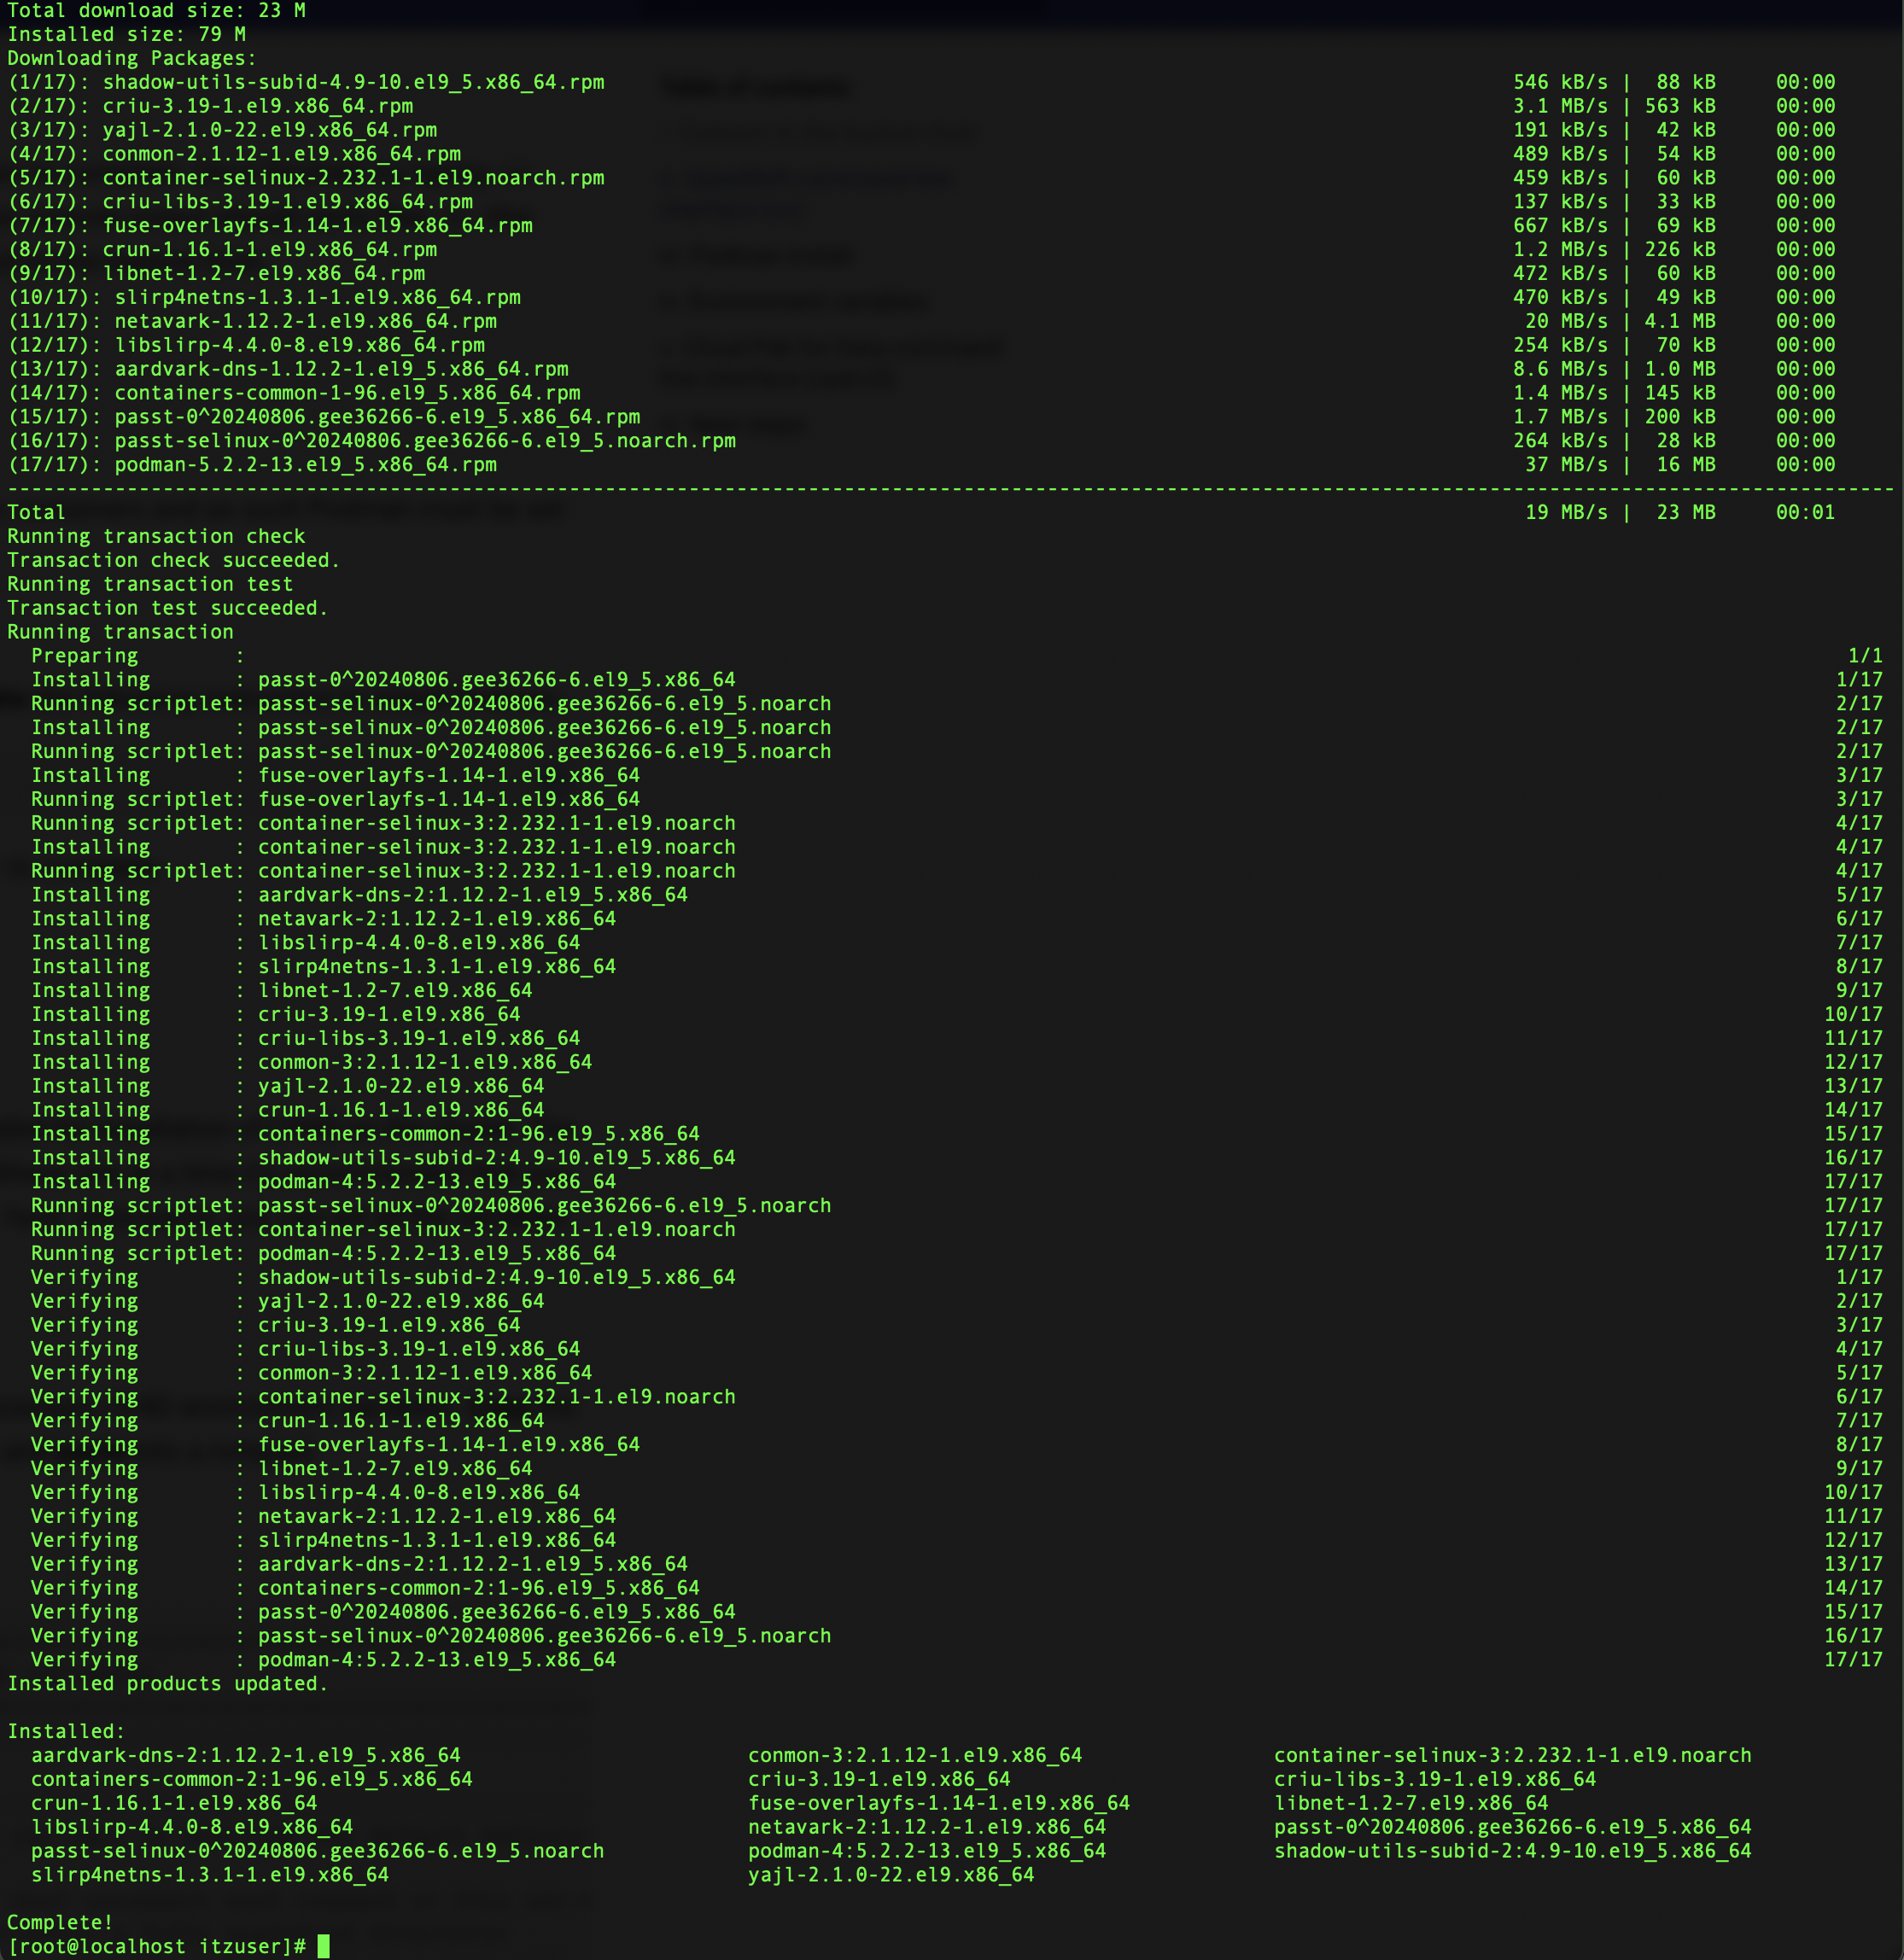 Total download size: 23 M
Installed size: 79 M
Downloading Packages:
(1/17): shadow-utils-subid-4.9-10.el9_5.x86_64.rpm 546 kB/s | 88 kB 00:00
(2/17): criu-3.19-1.el9.x86_64.rpm 3.1 MB/s | 563 kB 00:00
(3/17): yajl-2.1.0-22.el9.x86_64.rpm 191 kB/s | 42 kB 00:00
(4/17): conmon-2.1.12-1.el9.x86_64.rpm 489 kB/s | 54 kB 00:00
(5/17): container-selinux-2.232.1-1.el9.noarch.rpm 459 kB/s | 60 kB 00:00
(6/17): criu-libs-3.19-1.el9.x86_64.rpm 137 kB/s | 33 kB 00:00
(7/17): fuse-overlayfs-1.14-1.el9.x86_64.rpm 667 kB/s | 69 kB 00:00
(8/17): crun-1.16.1-1.el9.x86_64.rpm 1.2 MB/s | 226 kB 00:00
(9/17): libnet-1.2-7.el9.x86_64.rpm 472 kB/s | 60 kB 00:00
(10/17): slirp4netns-1.3.1-1.el9.x86_64.rpm 470 kB/s | 49 kB 00:00
(11/17): netavark-1.12.2-1.el9.x86_64.rpm 20 MB/s | 4.1 MB 00:00
(12/17): libslirp-4.4.0-8.el9.x86_64.rpm 254 kB/s | 70 kB 00:00
(13/17): aardvark-dns-1.12.2-1.el9_5.x86_64.rpm 8.6 MB/s | 1.0 MB 00:00
(14/17): containers-common-1-96.el9_5.x86_64.rpm 1.4 MB/s | 145 kB 00:00
(15/17): passt-0^20240806.gee36266-6.el9_5.x86_64.rpm 1.7 MB/s | 200 kB 00:00
(16/17): passt-selinux-0^20240806.gee36266-6.el9_5.noarch.rpm 264 kB/s | 28 kB 00:00
(17/17): podman-5.2.2-13.el9_5.x86_64.rpm 37 MB/s | 16 MB 00:00
--------------------------------------------------------------------------------
Total 19 MB/s | 23 MB 00:01
Running transaction check
Transaction check succeeded.
Running transaction test
Transaction test succeeded.
Running transaction
Preparing : 1/1
Installing : passt-0^20240806.gee36266-6.el9_5.x86_64 1/17
Running scriptlet: passt-selinux-0^20240806.gee36266-6.el9_5.noarch 2/17
Installing : passt-selinux-0^20240806.gee36266-6.el9_5.noarch 2/17
Running scriptlet: passt-selinux-0^20240806.gee36266-6.el9_5.noarch 2/17
Installing : fuse-overlayfs-1.14-1.el9.x86_64 3/17
Running scriptlet: fuse-overlayfs-1.14-1.el9.x86_64 3/17
Running scriptlet: container-selinux-3:2.232.1-1.el9.noarch 4/17
Installing : container-selinux-3:2.232.1-1.el9.noarch 4/17
Running scriptlet: container-selinux-3:2.232.1-1.el9.noarch 4/17
Installing : aardvark-dns-2:1.12.2-1.el9_5.x86_64 5/17
Installing : netavark-2:1.12.2-1.el9.x86_64 6/17
Installing : libslirp-4.4.0-8.el9.x86_64 7/17
Installing : slirp4netns-1.3.1-1.el9.x86_64 8/17
Installing : libnet-1.2-7.el9.x86_64 9/17
Installing : criu-3.19-1.el9.x86_64 10/17
Installing : criu-libs-3.19-1.el9.x86_64 11/17
Installing : conmon-3:2.1.12-1.el9.x86_64 12/17
Installing : yajl-2.1.0-22.el9.x86_64 13/17
Installing : crun-1.16.1-1.el9.x86_64 14/17
Installing : containers-common-2:1-96.el9_5.x86_64 15/17
Installing : shadow-utils-subid-2:4.9-10.el9_5.x86_64 16/17
Installing : podman-4:5.2.2-13.el9_5.x86_64 17/17
Running scriptlet: passt-selinux-0^20240806.gee36266-6.el9_5.noarch 17/17
Running scriptlet: container-selinux-3:2.232.1-1.el9.noarch 17/17
Running scriptlet: podman-4:5.2.2-13.el9_5.x86_64 17/17
Verifying : shadow-utils-subid-2:4.9-10.el9_5.x86_64 1/17
Verifying : yajl-2.1.0-22.el9.x86_64 2/17
Verifying : criu-3.19-1.el9.x86_64 3/17
Verifying : criu-libs-3.19-1.el9.x86_64 4/17
Verifying : conmon-3:2.1.12-1.el9.x86_64 5/17
Verifying : container-selinux-3:2.232.1-1.el9.noarch 6/17
Verifying : crun-1.16.1-1.el9.x86_64 7/17
Verifying : fuse-overlayfs-1.14-1.el9.x86_64 8/17
Verifying : libnet-1.2-7.el9.x86_64 9/17
Verifying : libslirp-4.4.0-8.el9.x86_64 10/17
Verifying : netavark-2:1.12.2-1.el9.x86_64 11/17
Verifying : slirp4netns-1.3.1-1.el9.x86_64 12/17
Verifying : aardvark-dns-2:1.12.2-1.el9_5.x86_64 13/17
Verifying : containers-common-2:1-96.el9_5.x86_64 14/17
Verifying : passt-0^20240806.gee36266-6.el9_5.x86_64 15/17
Verifying : passt-selinux-0^20240806.gee36266-6.el9_5.noarch 16/17
Verifying : podman-4:5.2.2-13.el9_5.x86_64 17/17
Installed products updated.
Installed:
aardvark-dns-2:1.12.2-1.el9_5.x86_64 conmon-3:2.1.12-1.el9.x86_64 container-selinux-3:2.232.1-1.el9.noarch
containers-common-2:1-96.el9_5.x86_64 criu-3.19-1.el9.x86_64 criu-libs-3.19-1.el9.x86_64
crun-1.16.1-1.el9.x86_64 fuse-overlayfs-1.14-1.el9.x86_64 libnet-1.2-7.el9.x86_64
libslirp-4.4.0-8.el9.x86_64 netavark-2:1.12.2-1.el9.x86_64 passt-0^20240806.gee36266-6.el9_5.x86_64
passt-selinux-0^20240806.gee36266-6.el9_5.noarch podman-4:5.2.2-13.el9_5.x86_64 shadow-utils-subid-2:4.9-10.el9_5.x86_64
slirp4netns-1.3.1-1.el9.x86_64 yajl-2.1.0-22.el9.x86_64
Complete!
[root@localhost itzuser]#